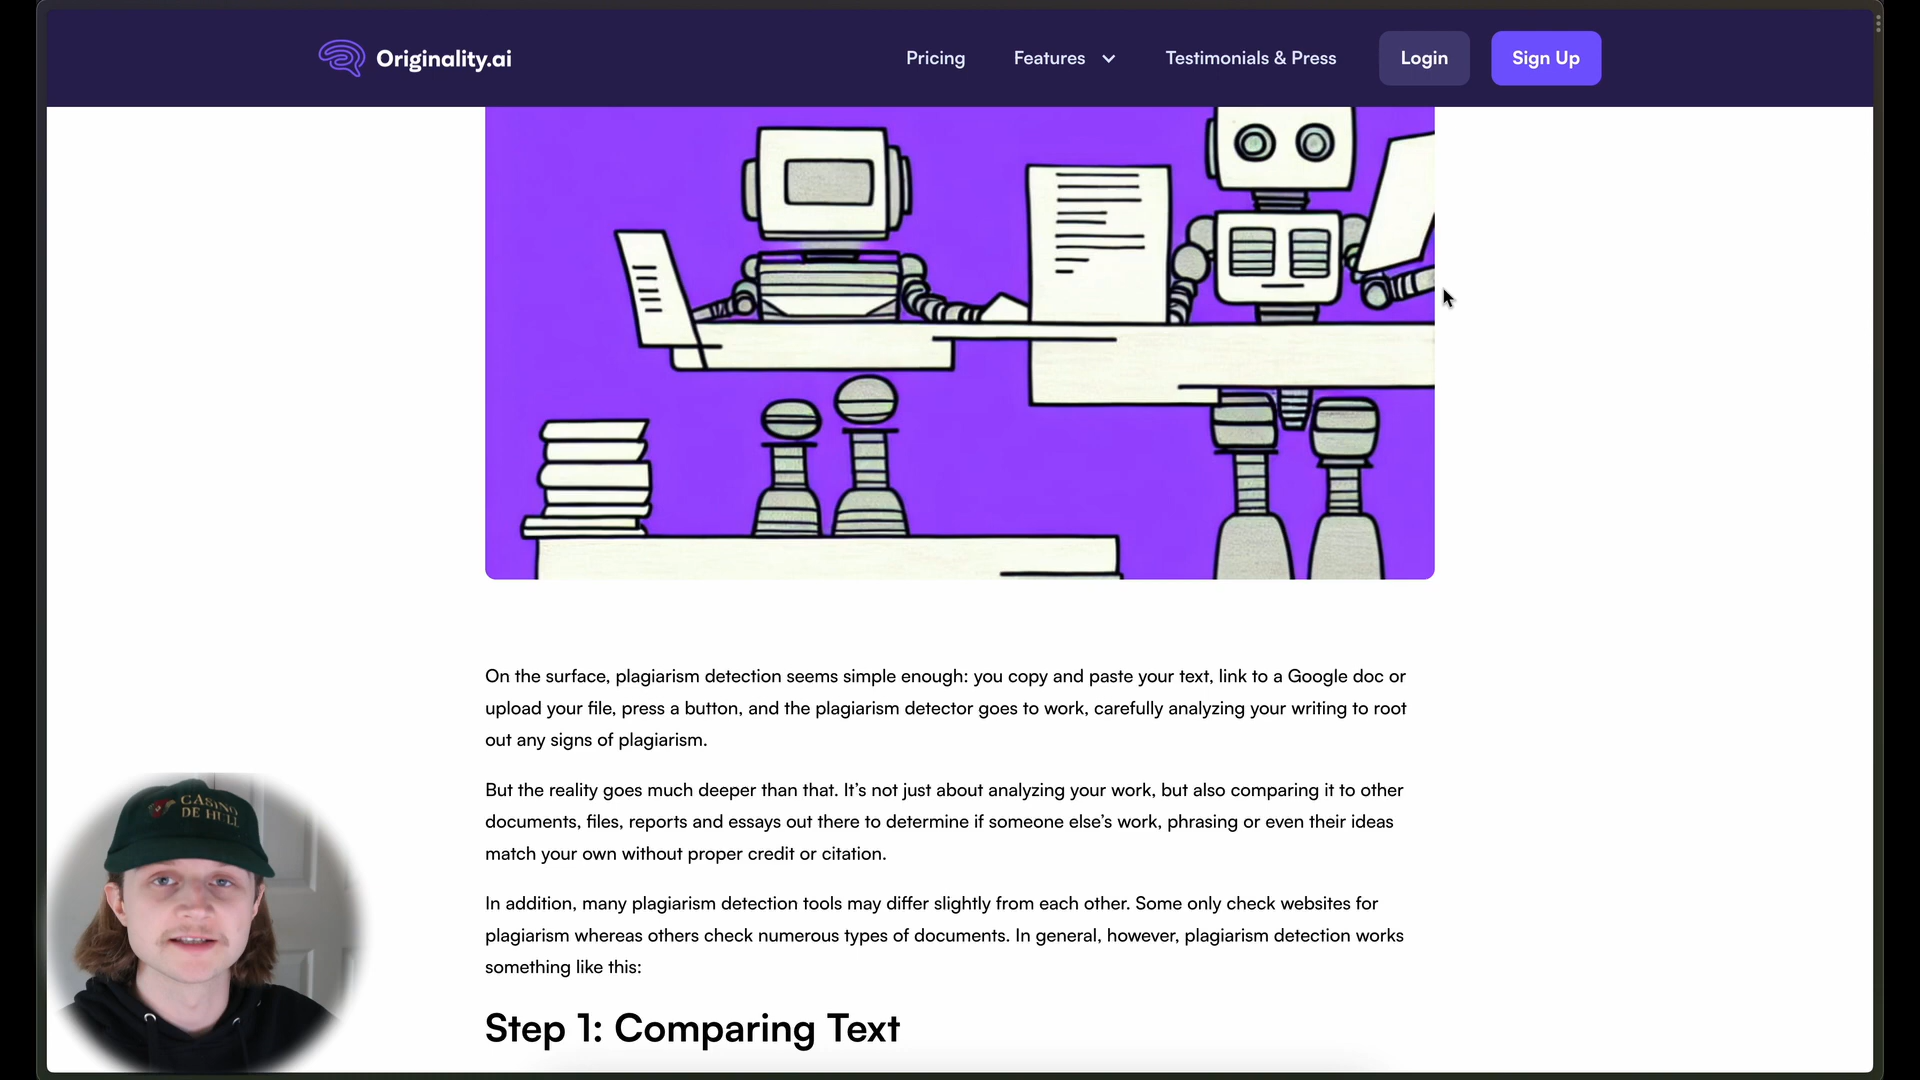 Originality.ai
Pricing
Features
Testimonials & Press
Login
Sign Up
On the surface, plagiarism detection seems simple enough: you copy and paste your text, link to a Google doc or
upload your file, press a button, and the plagiarism detector goes to work, carefully analyzing your writing to root
out any signs of plagiarism.
But the reality goes much deeper than that. It’s not just about analyzing your work, but also comparing it to other
documents, files, reports and essays out there to determine if someone else’s work, phrasing or even their ideas
match your own without proper credit or citation.
In addition, many plagiarism detection tools may differ slightly from each other. Some only check websites for
plagiarism whereas others check numerous types of documents. In general, however, plagiarism detection works
something like this:
CASINO
DE HULL
Step 1: Comparing Text